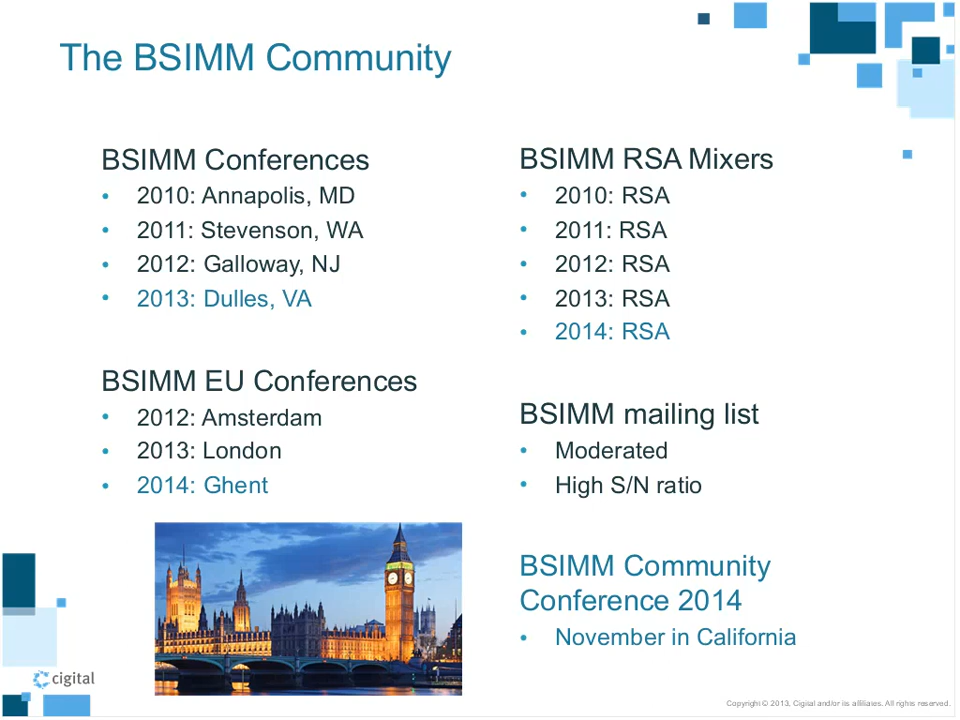 The BSIMM Community
BSIMM Conferences
• 2010: Annapolis, MD
• 2011: Stevenson, WA
• 2012: Galloway, NJ
• 2013: Dulles, VA
BSIMM EU Conferences
• 2012: Amsterdam
• 2013: London
• 2014: Ghent
BSIMM RSA Mixers
• 2010: RSA
• 2011: RSA
• 2012: RSA
• 2013: RSA
• 2014: RSA
BSIMM mailing list
• Moderated
• High S/N ratio
BSIMM Community
Conference 2014
• November in California
cigital
Copyright © 2013, Cigital and/or its affiliates. All rights reserved.